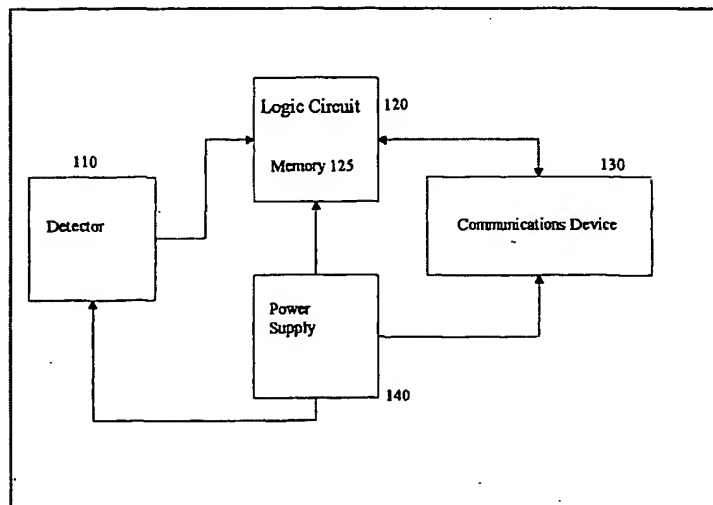 Logic Circuit
120
Memory 125
110
Detector
130
Communications Device
Power
Supply
140